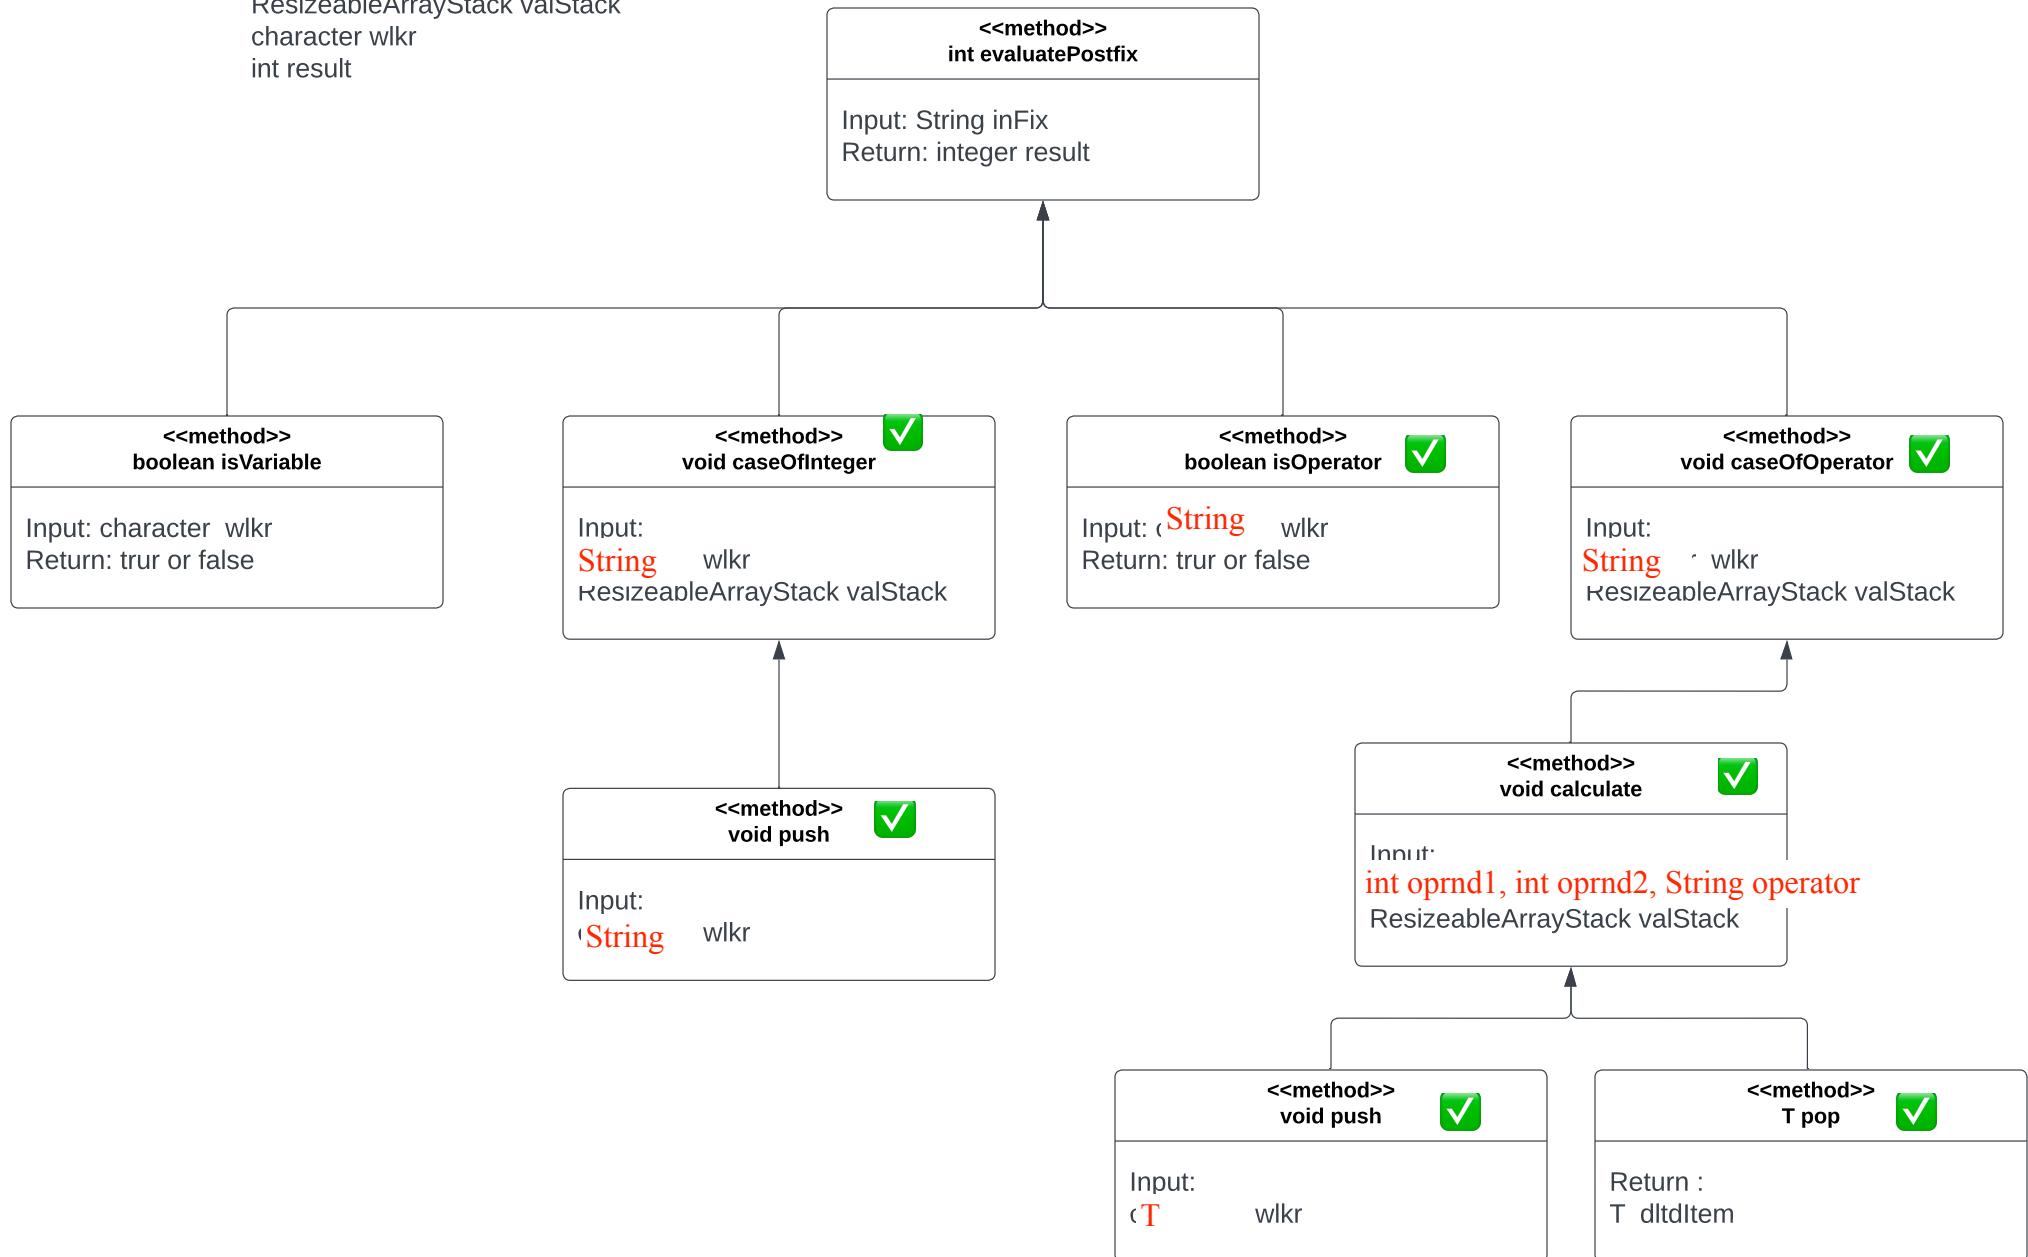 ResizeableArrayStack valStack
character wlkr
int result
<<method>>
int evaluatePostfix
Input: String inFix
Return: integer result
<<method>>
boolean isVariable
Input: character  wlkr
Return: trur or false
<<method>>
void caseOfInteger
Input:
String wlkr
ResizeableArrayStack valStack
<<method>>
boolean isOperator
Input: String wlkr
Return: trur or false
<<method>>
void caseOfOperator
Input:
String wlkr
ResizeableArrayStack valStack
<<method>>
void push
Input:
String wlkr
<<method>>
void calculate
Input:
int oprnd1, int oprnd2, String operator
ResizeableArrayStack valStack
<<method>>
void push
Input:
T wlkr
<<method>>
T pop
Return :
T  dltdItem